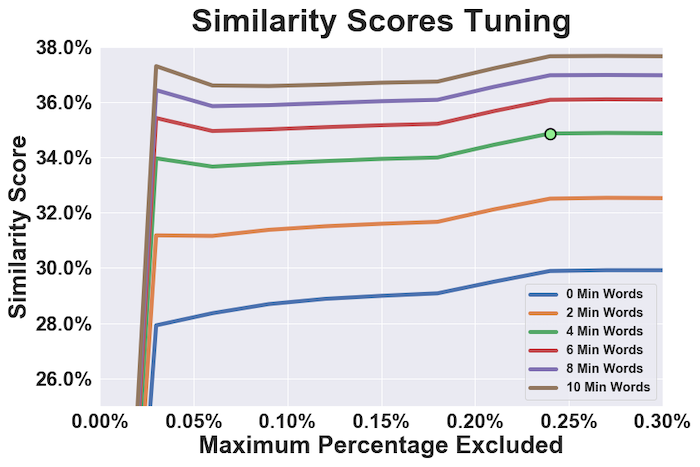 Similarity Scores Tuning
38.0%
36.0%
34.0%
32.0%
30.0%
28.0%
26.0%
Similarity Score
0 Min Words
2 Min Words
4 Min Words
6 Min Words
8 Min Words
10 Min Words
0.00% 0.05% 0.10% 0.15% 0.20% 0.25% 0.30%
Maximum Percentage Excluded